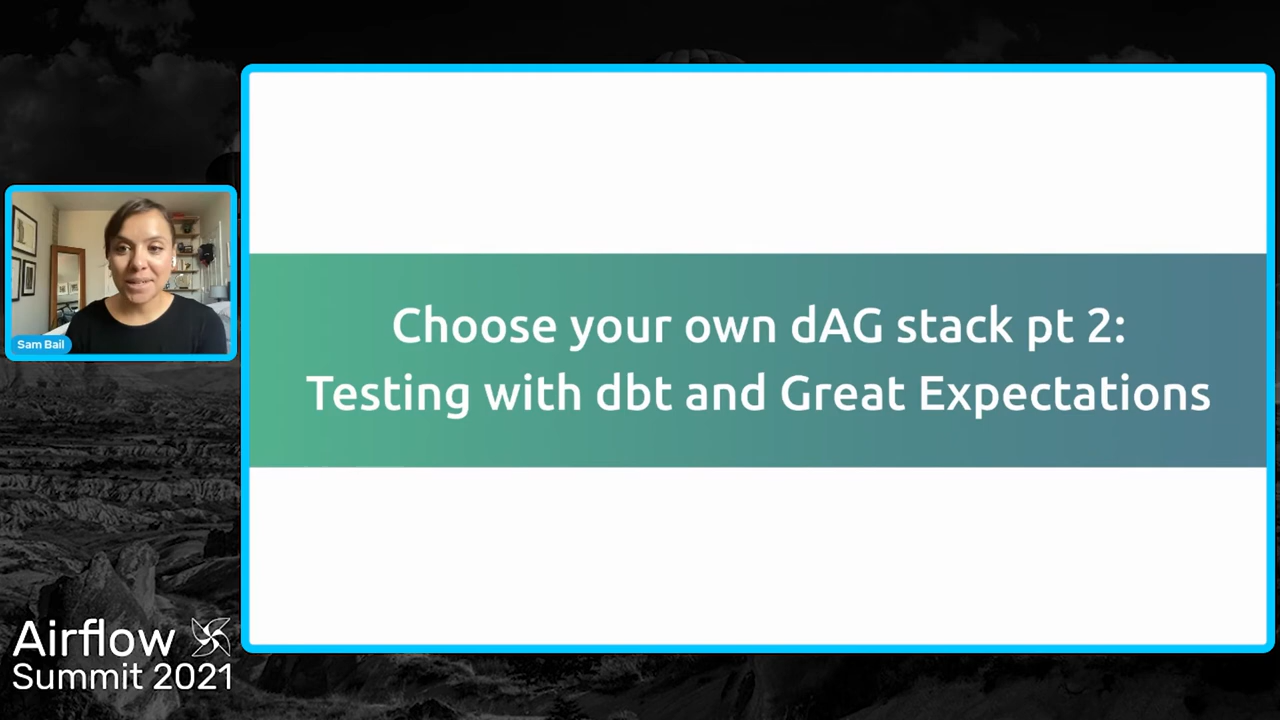 Choose your own dAG stack pt 2:
Testing with dbt and Great Expectations
Sam Bail
Airflow
Summit 2021